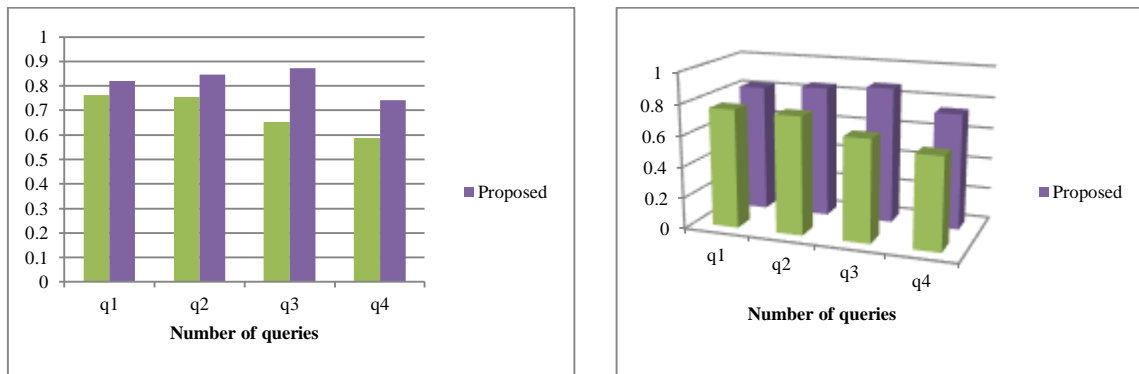 1
0.9
0.8
0.7
0.6
0.5
0.4
0.3
0.2
0.1
0
q1 q2 q3 q4
Number of queries
Proposed
1
0.8
0.6
0.4
0.2
0
q1
q2
q3
q4
Number of queries
Proposed